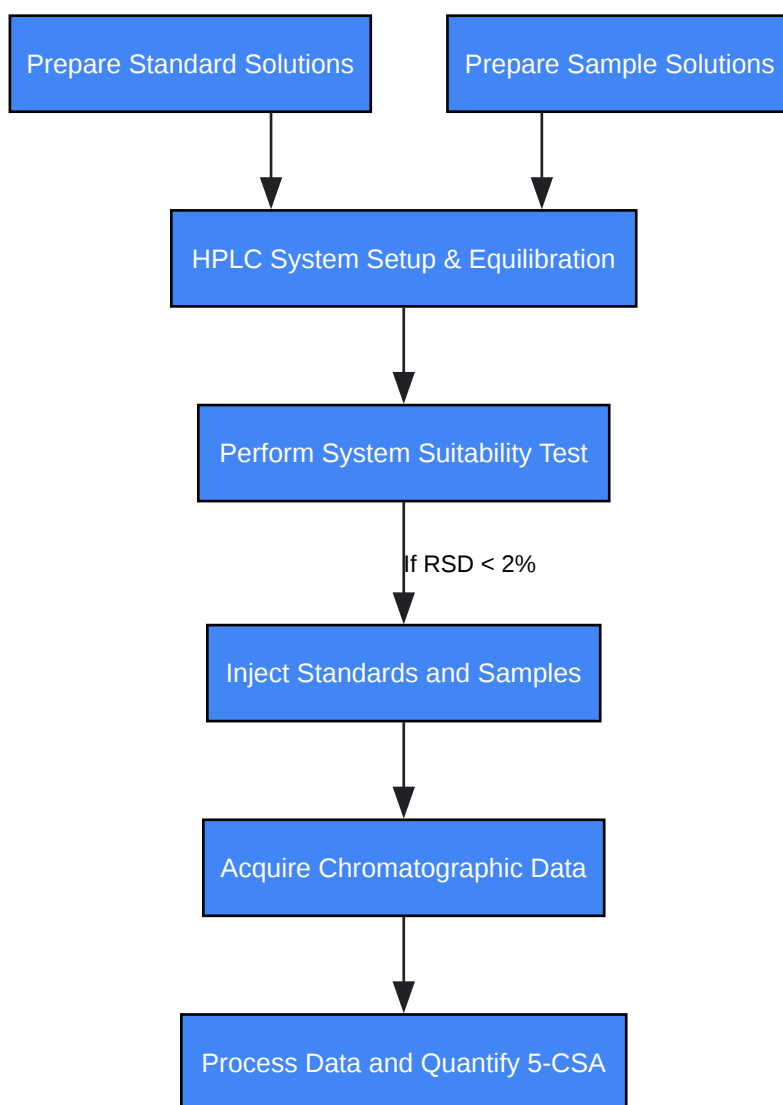 Prepare Standard Solutions
Prepare Sample Solutions
HPLC System Setup & Equilibration
Perform System Suitability Test
If RSD < 2%
Inject Standards and Samples
Acquire Chromatographic Data
Process Data and Quantify 5-CSA